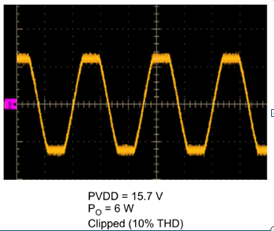 PVDD = 15.7 V
PO = 6 W
Clipped (10% THD)